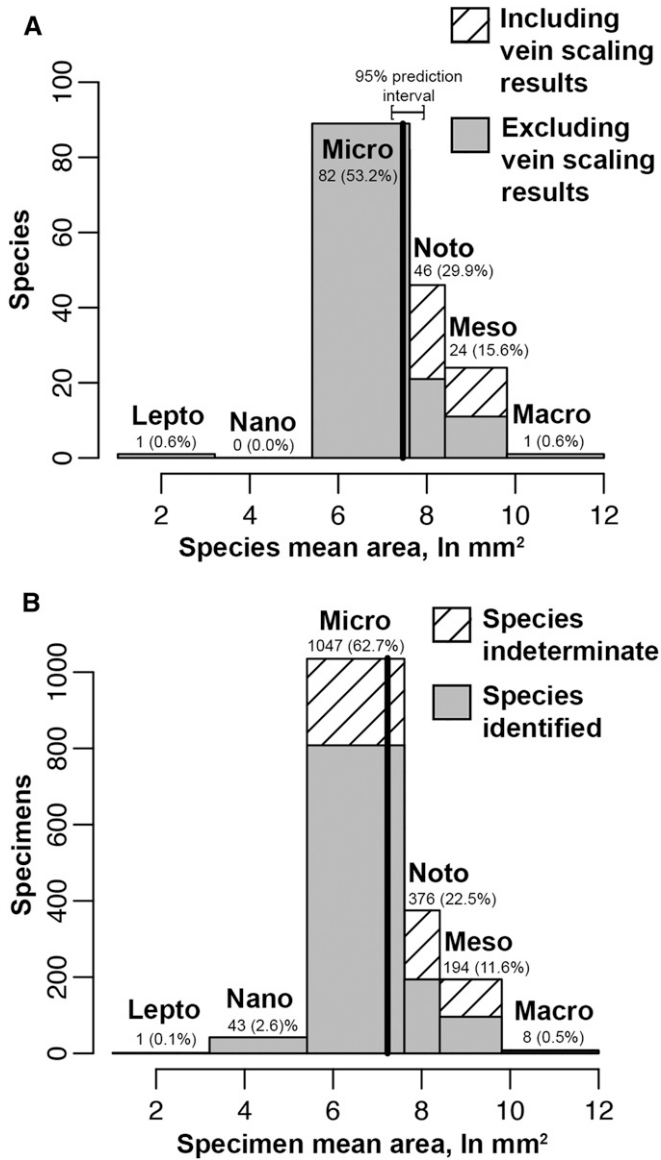 A
Including
vein scaling
results
Excluding
vein scaling
results
95% prediction
interval
Species
100
80
60
40
20
0
Micro
82 (53.2%)
Noto
46 (29.9%)
Meso
24 (15.6%)
Lepto
1 (0.6%)
Nano
0 (0.0%)
Macro
1 (0.6%)
2 4 6 8 10 12
Species mean area, ln mm²
B
Species
indeterminate
Species
identified
Specimens
1000
800
600
400
200
0
Micro
1047 (62.7%)
Noto
376 (22.5%)
Meso
194 (11.6%)
Lepto
1 (0.1%)
Nano
43 (2.6)%
Macro
8 (0.5%)
2 4 6 8 10 12
Specimen mean area, ln mm²